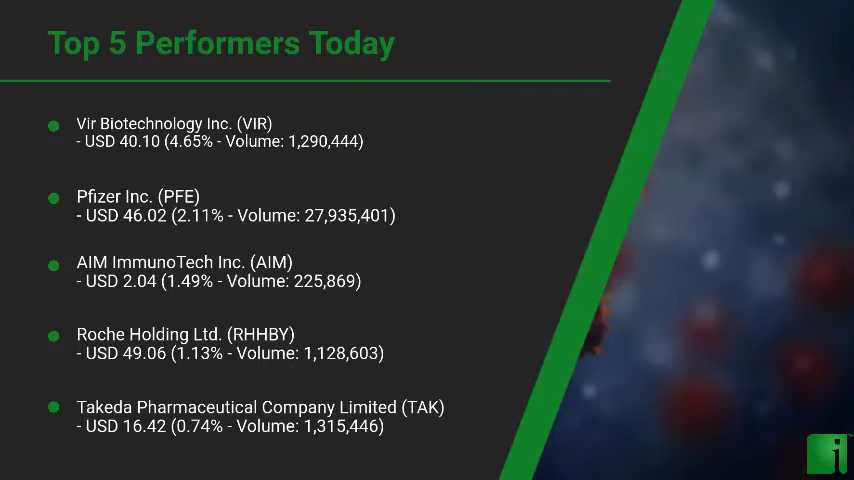 Top 5 Performers Today
Vir Biotechnology Inc. (VIR)
- USD 40.10 (4.65% - Volume: 1,290,444)
Pfizer Inc. (PFE)
- USD 46.02 (2.11% - Volume: 27,935,401)
AIM ImmunoTech Inc. (AIM)
- USD 2.04 (1.49% - Volume: 225,869)
Roche Holding Ltd. (RHHBY)
- USD 49.06 (1.13% - Volume: 1,128,603)
Takeda Pharmaceutical Company Limited (TAK)
- USD 16.42 (0.74% - Volume: 1,315,446)
i